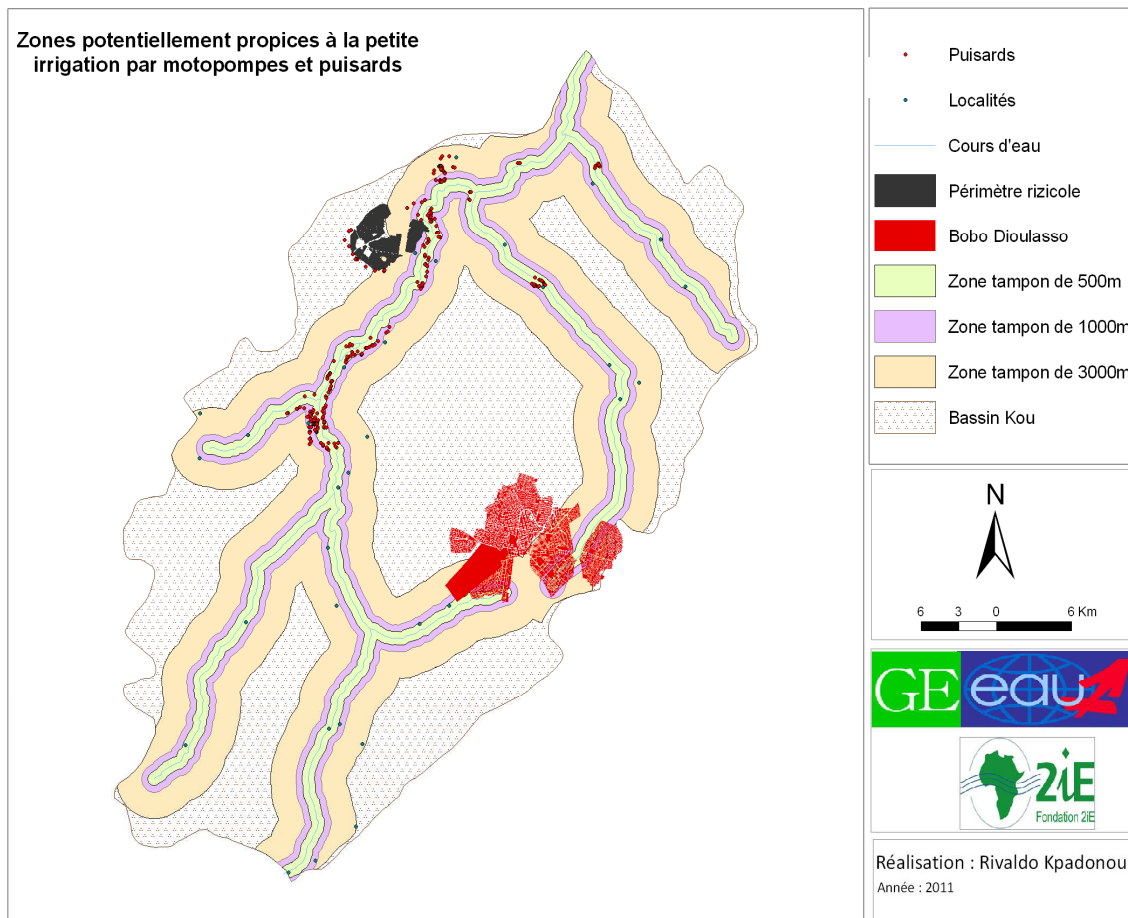 Zones potentiellement propices à la petite
irrigation par motopompes et puisards
Puisards
Localités
Cours d'eau
Périmètre rizicole
Bobo Dioulasso
Zone tampon de 500m
Zone tampon de 1000m
Zone tampon de 3000m
Bassin Kou
N
6 3 0 6 Km
GEeau
2iE
Fondation 2iE
Réalisation : Rivaldo Kpadonou
Année : 2011